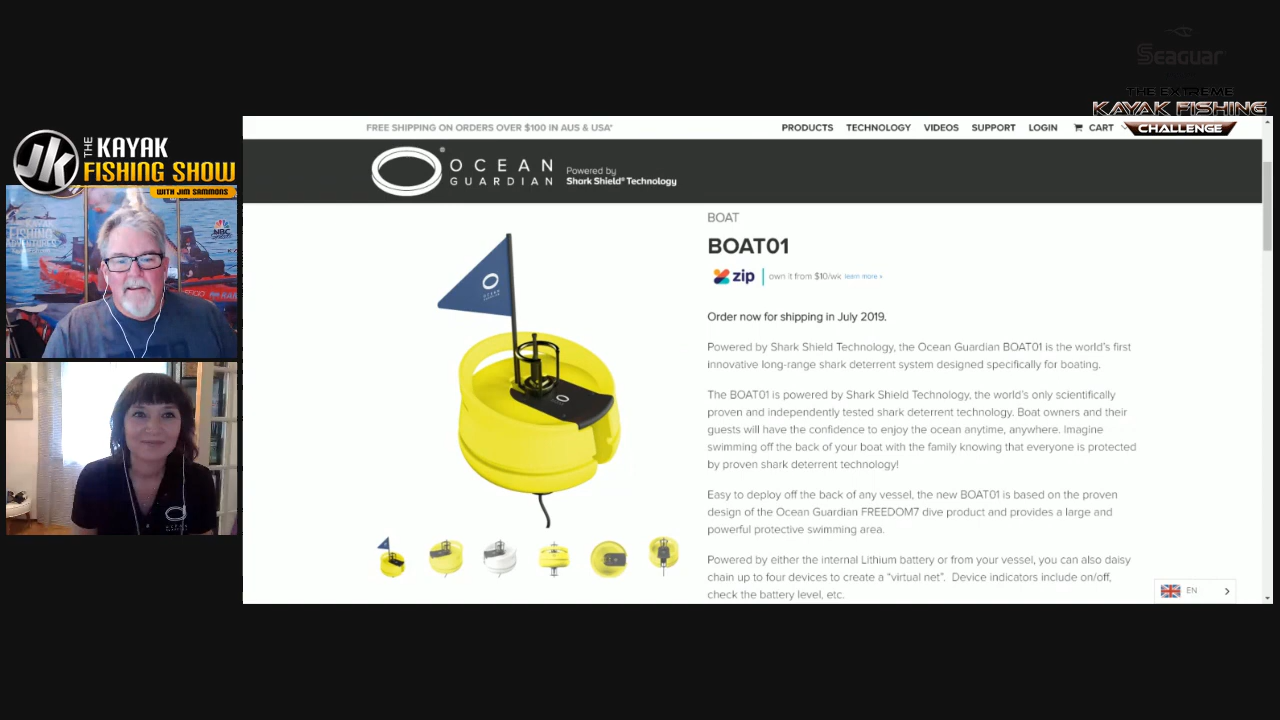 Seaguar
THE EXTREME
KAYAK FISHING
CHALLENGE
JK
THE
KAYAK
FISHING SHOW
WITH JIM SAMMONS
NBC
FREE SHIPPING ON ORDERS OVER $100 IN AUS & USA*
PRODUCTS TECHNOLOGY VIDEOS SUPPORT LOGIN CART
OCEAN
GUARDIAN
Powered by
Shark Shield® Technology
BOAT
BOAT01
zip own it from $10/wk learn more »
Order now for shipping in July 2019.
Powered by Shark Shield Technology, the Ocean Guardian BOAT01 is the world's first
innovative long-range shark deterrent system designed specifically for boating.
The BOAT01 is powered by Shark Shield Technology, the world's only scientifically
proven and independently tested shark deterrent technology. Boat owners and their
guests will have the confidence to enjoy the ocean anytime, anywhere. Imagine
swimming off the back of your boat with the family knowing that everyone is protected
by proven shark deterrent technology!
Easy to deploy off the back of any vessel, the new BOAT01 is based on the proven
design of the Ocean Guardian FREEDOM7 dive product and provides a large and
powerful protective swimming area.
Powered by either the internal Lithium battery or from your vessel, you can also daisy
chain up to four devices to create a “virtual net”. Device indicators include on/off,
check the battery level, etc.
EN